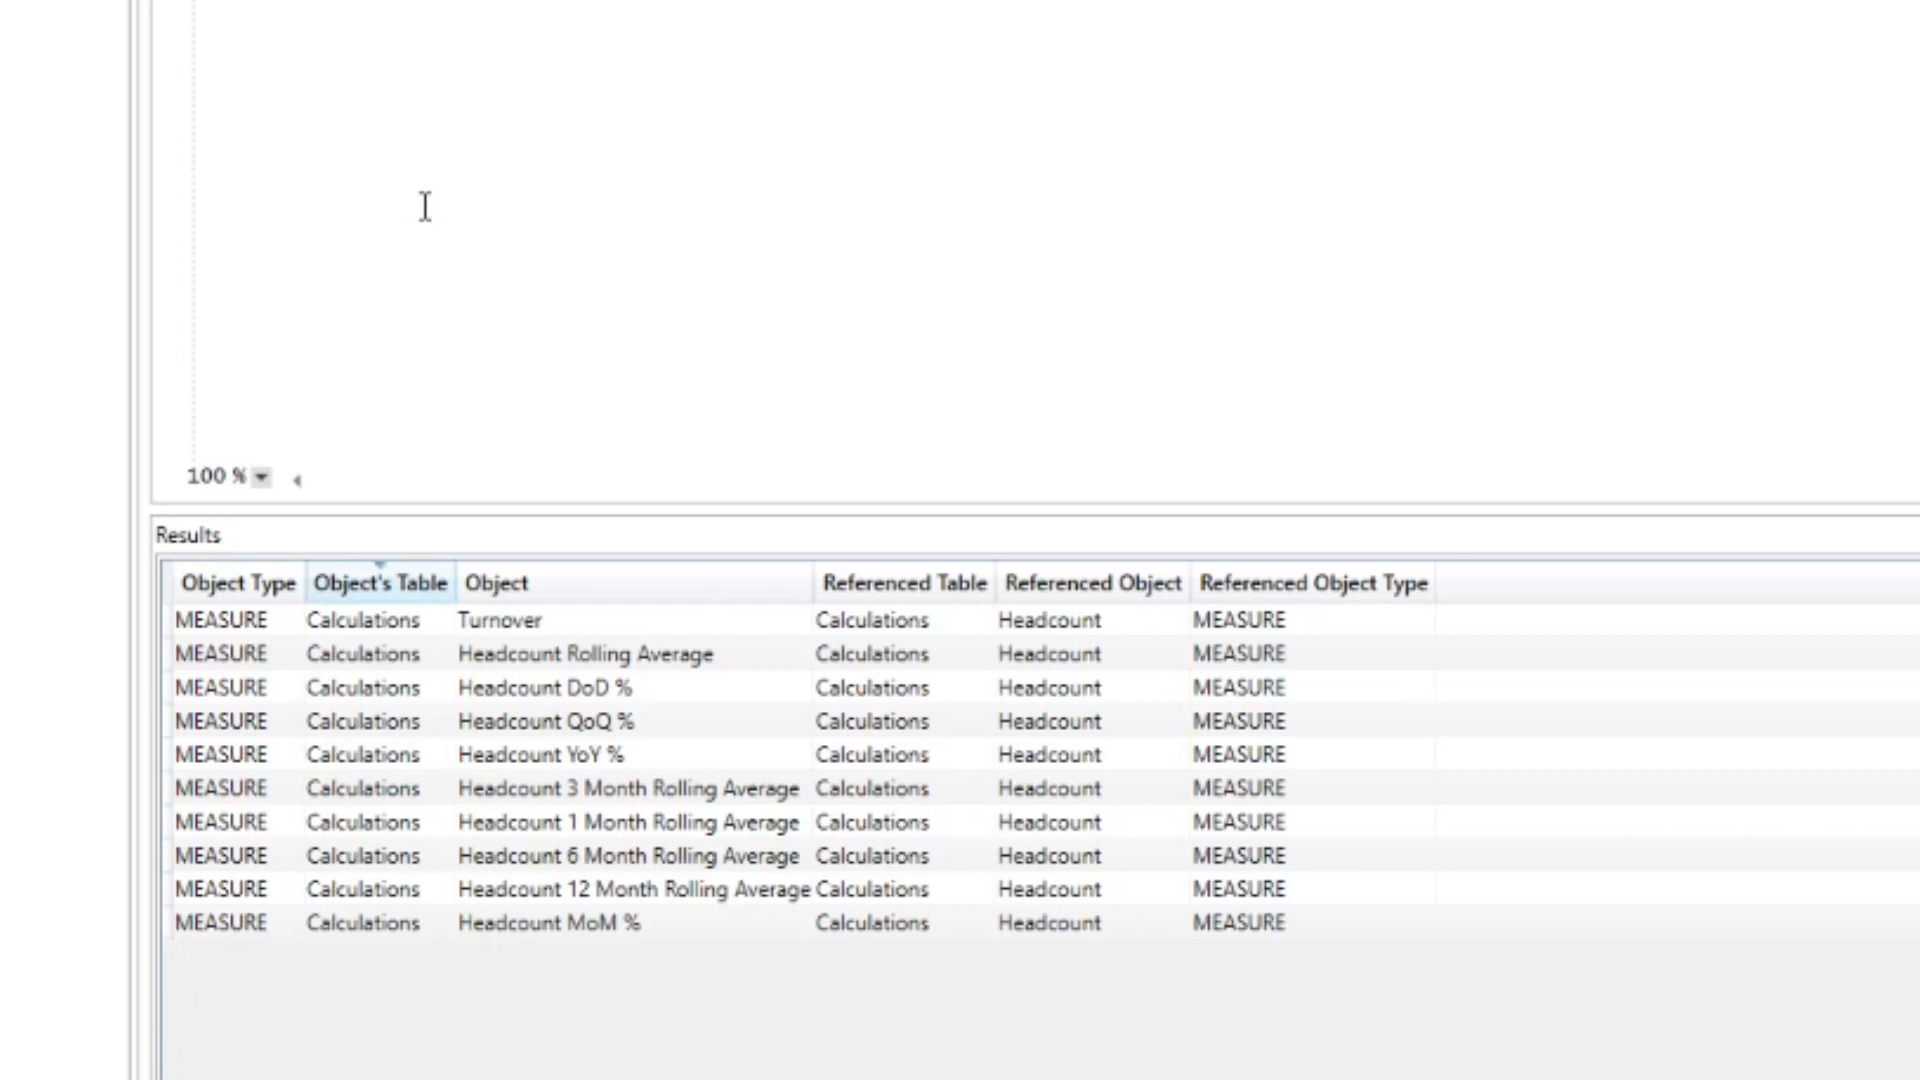 100 %
Results
Object Type Object's Table Object Referenced Table Referenced Object Referenced Object Type
MEASURE Calculations Turnover Calculations Headcount MEASURE
MEASURE Calculations Headcount Rolling Average Calculations Headcount MEASURE
MEASURE Calculations Headcount DoD % Calculations Headcount MEASURE
MEASURE Calculations Headcount QoQ % Calculations Headcount MEASURE
MEASURE Calculations Headcount YoY % Calculations Headcount MEASURE
MEASURE Calculations Headcount 3 Month Rolling Average Calculations Headcount MEASURE
MEASURE Calculations Headcount 1 Month Rolling Average Calculations Headcount MEASURE
MEASURE Calculations Headcount 6 Month Rolling Average Calculations Headcount MEASURE
MEASURE Calculations Headcount 12 Month Rolling Average Calculations Headcount MEASURE
MEASURE Calculations Headcount MoM % Calculations Headcount MEASURE